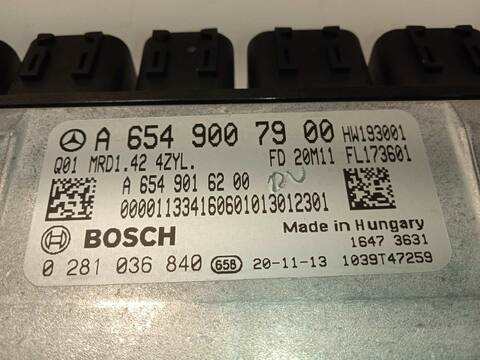 A 654 900 79 00 HW193001
Q01 MRD1.42 4ZYL. FD 20M11 FL173601
A 654 901 62 00
000011334160601013012301
BOSCH Made in Hungary
1647 3631
0 281 036 840 658 20-11-13 1039T47259